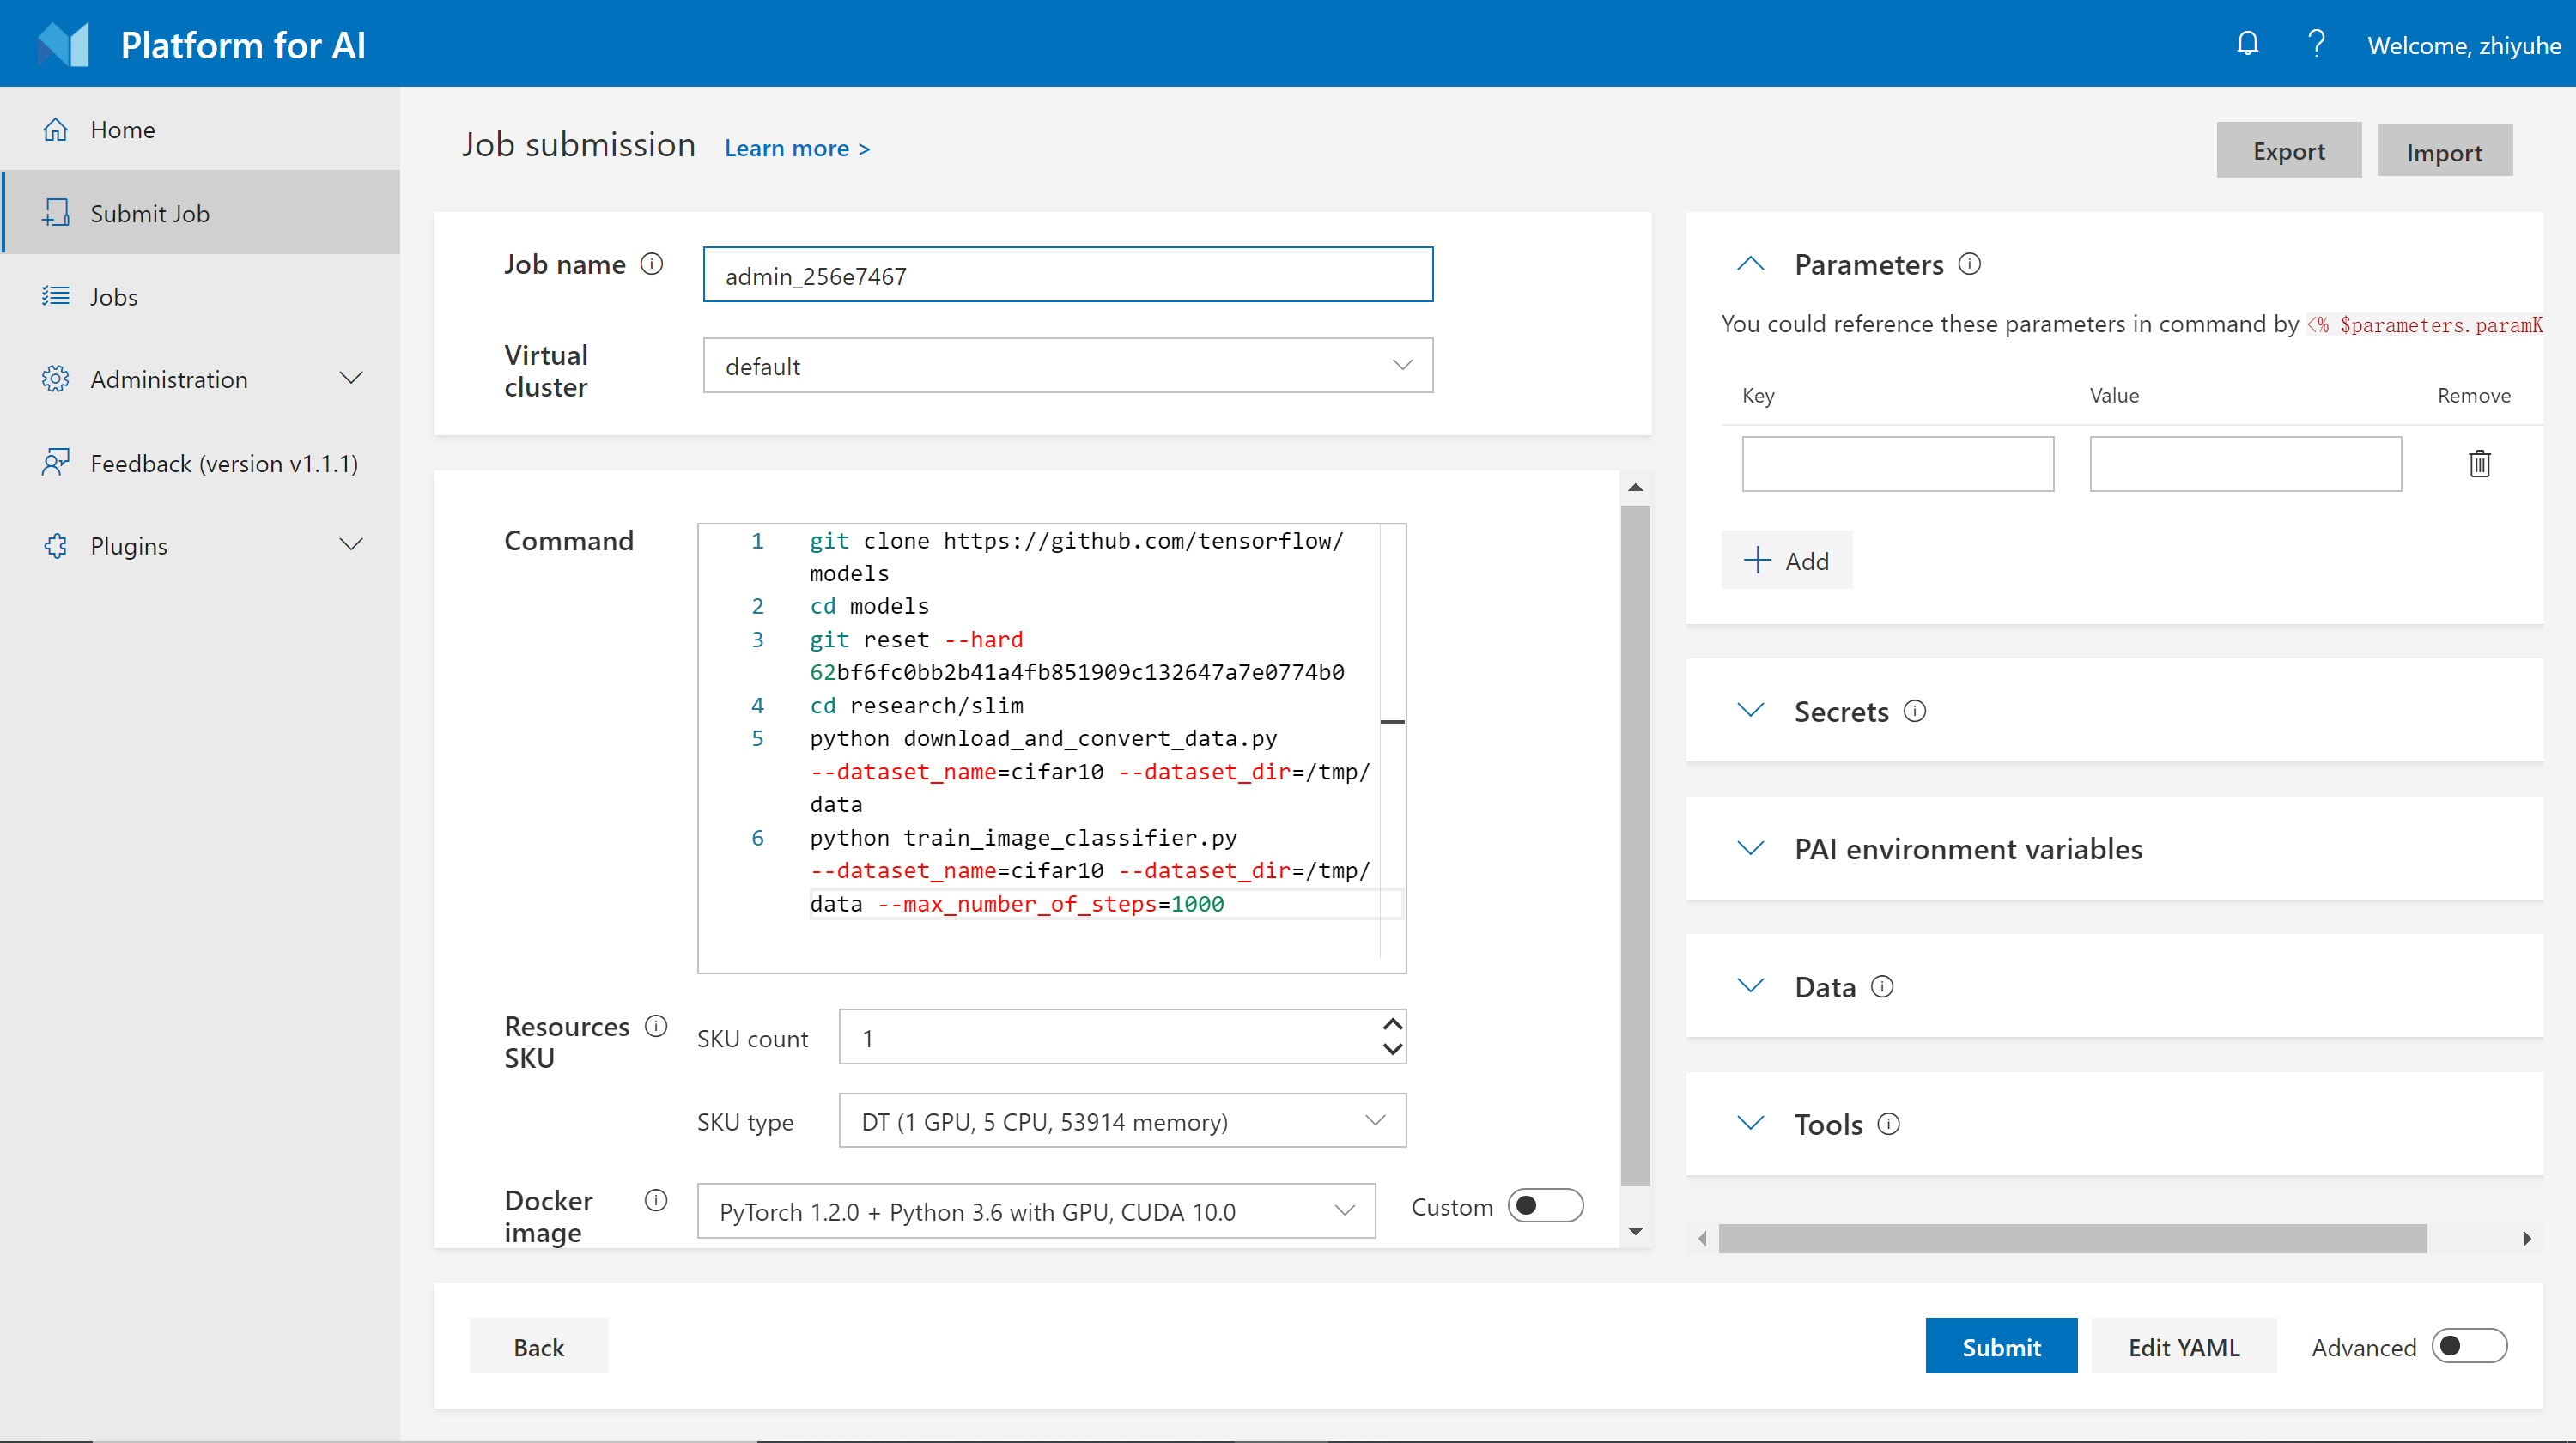 Platform for AI
? Welcome, zhiyuhe
Home
Submit Job
Jobs
Administration
Feedback (version v1.1.1)
Plugins
Job submission Learn more >
Export Import
Job name
admin_256e7467
Virtual
cluster
default
Command
1 git clone https://github.com/tensorflow/
models
2 cd models
3 git reset --hard
62bf6fc0bb2b41a4fb851909c132647a7e0774b0
4 cd research/slim
5 python download_and_convert_data.py
--dataset_name=cifar10 --dataset_dir=/tmp/
data
6 python train_image_classifier.py
--dataset_name=cifar10 --dataset_dir=/tmp/
data --max_number_of_steps=1000
Resources
SKU
SKU count 1
SKU type DT (1 GPU, 5 CPU, 53914 memory)
Docker
image
PyTorch 1.2.0 + Python 3.6 with GPU, CUDA 10.0
Custom
Parameters
You could reference these parameters in command by <% $parameters.paramK
Key Value Remove
Add
Secrets
PAI environment variables
Data
Tools
Back Submit Edit YAML Advanced